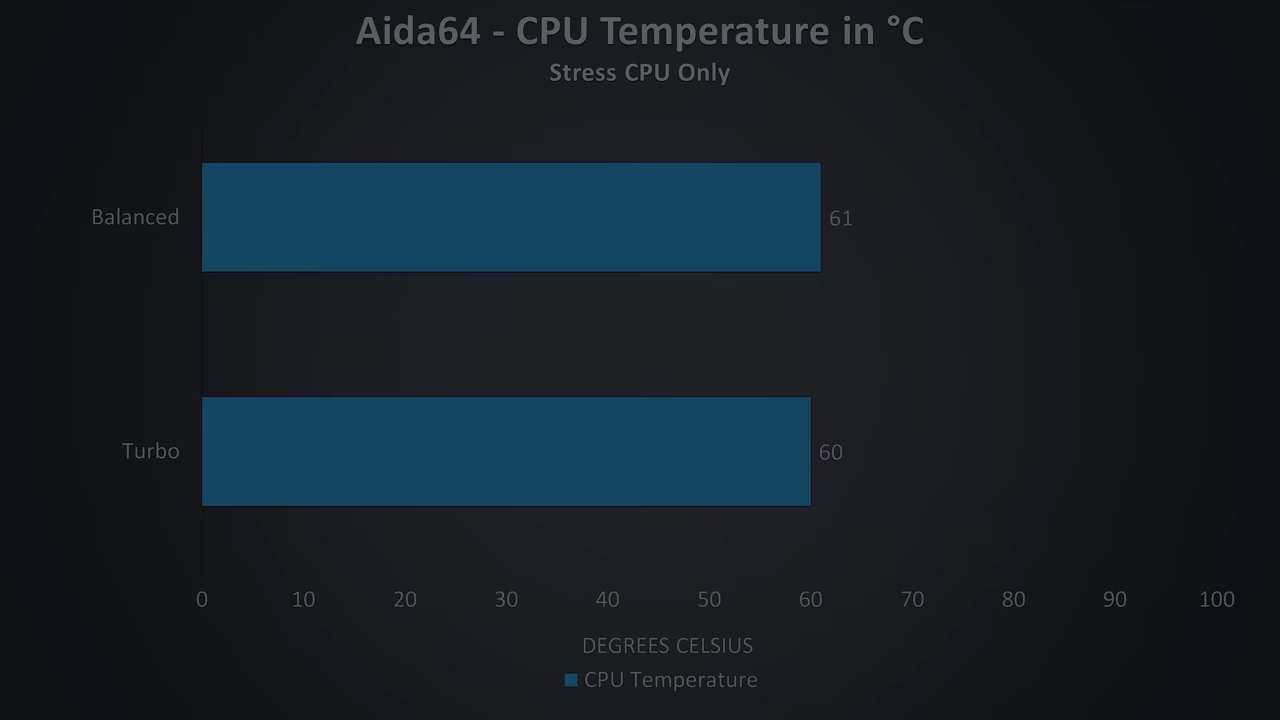 Aida64 - CPU Temperature in °C
Stress CPU Only
Balanced
61
Turbo
60
0 10 20 30 40 50 60 70 80 90 100
DEGREES CELSIUS
CPU Temperature